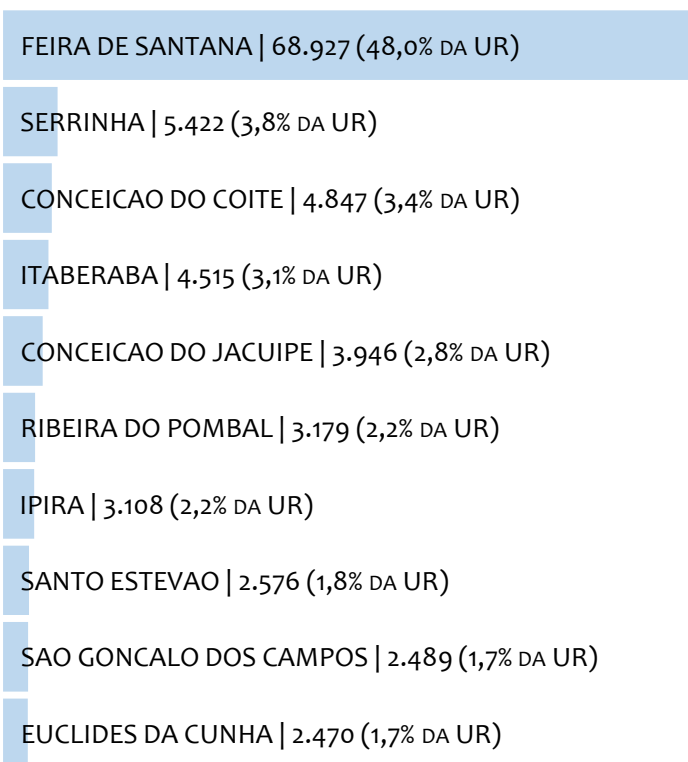 FEIRA DE SANTANA | 68.927 (48,0% DA UR)
SERRINHA | 5.422 (3,8% DA UR)
CONCEICAO DO COITE | 4.847 (3,4% DA UR)
ITABERABA | 4.515 (3,1% DA UR)
CONCEICAO DO JACUIPE | 3.946 (2,8% DA UR)
RIBEIRA DO POMBAL | 3.179 (2,2% DA UR)
IPIRA | 3.108 (2,2% DA UR)
SANTO ESTEVAO | 2.576 (1,8% DA UR)
SAO GONCALO DOS CAMPOS | 2.489 (1,7% DA UR)
EUCLIDES DA CUNHA | 2.470 (1,7% DA UR)